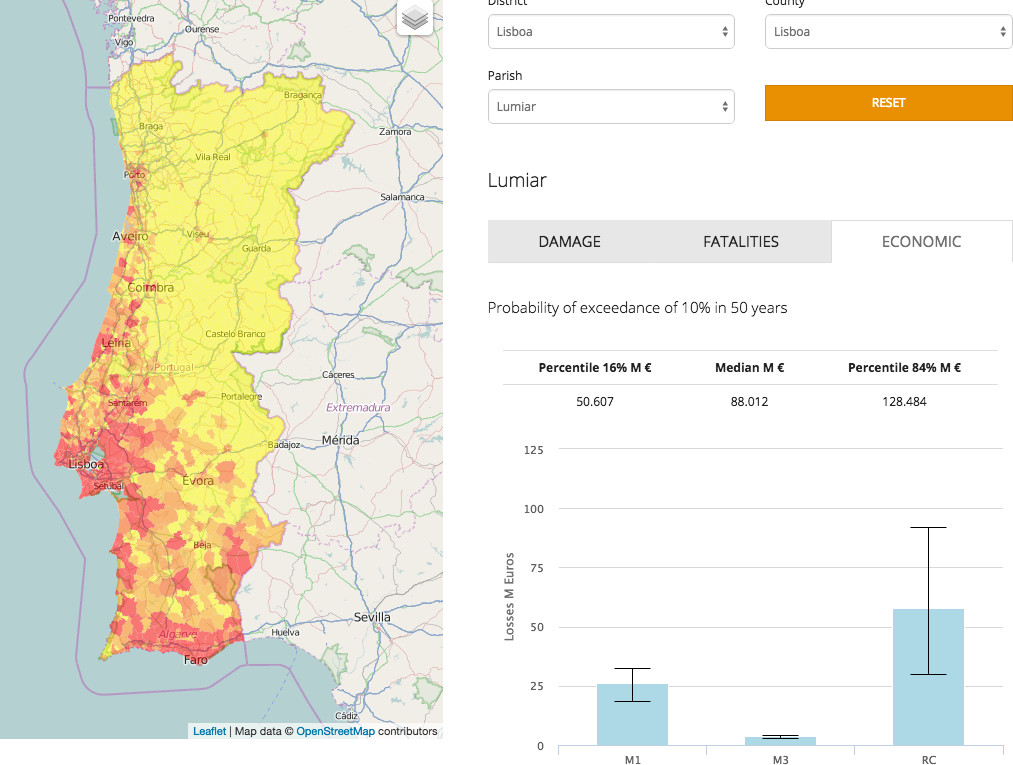 Pontevedra
Ourense
Vigo
Bragança
Braga
Zamora
Vila Real
Porto
Salamanca
Aveiro
Viseu
Guarda
Coimbra
Castelo Branco
Leiria
Portugal
Cáceres
Santarém
Portalegre
Extremadura
Badajoz
Mérida
Lisboa
Évora
Setúbal
Beja
Sevilla
Algarve
Huelva
Faro
Cádiz
Leaflet | Map data © OpenStreetMap contributors
District County
Lisboa Lisboa
Parish
Lumiar RESET
Lumiar
DAMAGE FATALITIES ECONOMIC
Probability of exceedance of 10% in 50 years
Percentile 16% M € Median M € Percentile 84% M €
50.607 88.012 128.484
125
100
75
50
25
0
Losses M Euros
M1 M3 RC